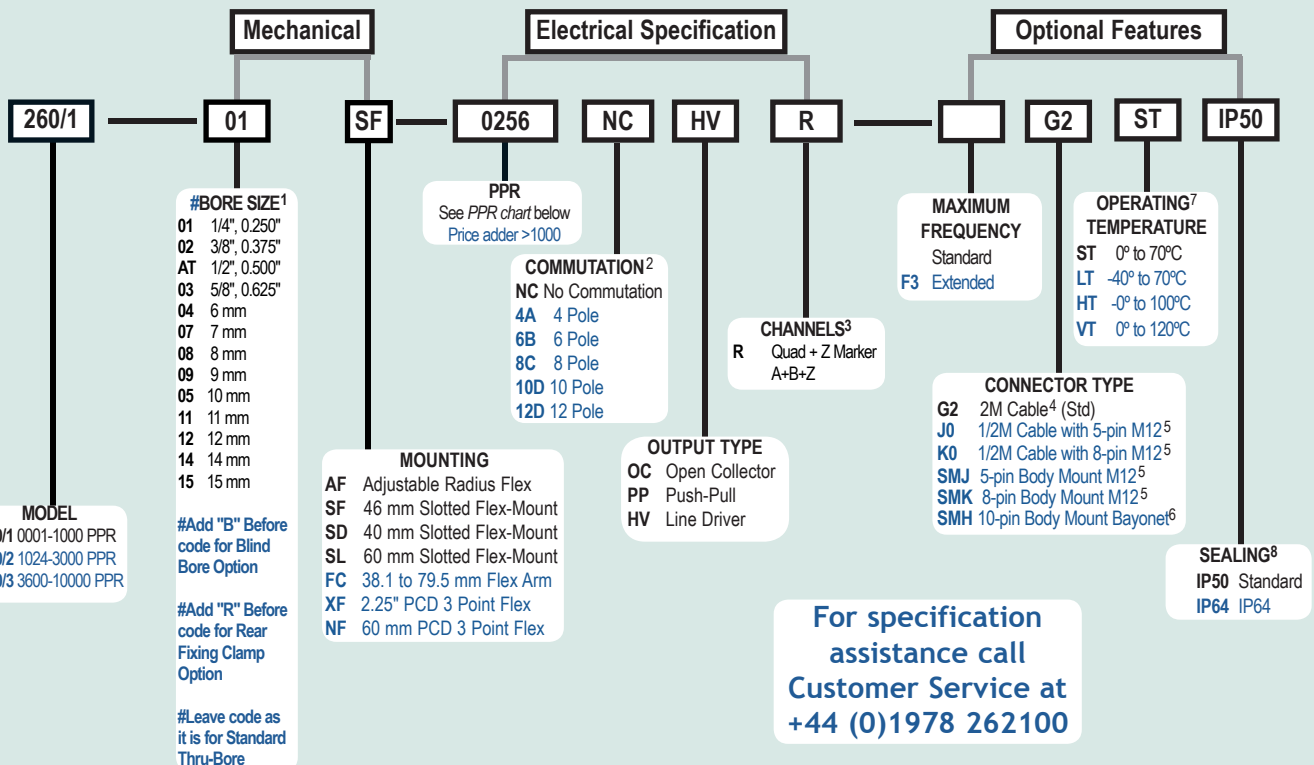 Mechanical
Electrical Specification
Optional Features
260/1
01
SF
0256
NC
HV
R
G2
ST
IP50
#BORE SIZE1
01 1/4", 0.250"
02 3/8", 0.375"
AT 1/2", 0.500"
03 5/8", 0.625"
04 6 mm
07 7 mm
08 8 mm
09 9 mm
05 10 mm
11 11 mm
12 12 mm
14 14 mm
15 15 mm
#Add "B" Before
code for Blind
Bore Option
#Add "R" Before
code for Rear
Fixing Clamp
Option
#Leave code as
it is for Standard
Thru-Bore
MODEL
0/1 0001-1000 PPR
0/2 1024-3000 PPR
0/3 3600-10000 PPR
MOUNTING
AF Adjustable Radius Flex
SF 46 mm Slotted Flex-Mount
SD 40 mm Slotted Flex-Mount
SL 60 mm Slotted Flex-Mount
FC 38.1 to 79.5 mm Flex Arm
XF 2.25" PCD 3 Point Flex
NF 60 mm PCD 3 Point Flex
PPR
See PPR chart below
Price adder >1000
COMMUTATION2
NC No Commutation
4A 4 Pole
6B 6 Pole
8C 8 Pole
10D 10 Pole
12D 12 Pole
OUTPUT TYPE
OC Open Collector
PP Push-Pull
HV Line Driver
CHANNELS3
R Quad + Z Marker
A+B+Z
MAXIMUM
FREQUENCY
Standard
F3 Extended
CONNECTOR TYPE
G2 2M Cable4 (Std)
J0 1/2M Cable with 5-pin M125
K0 1/2M Cable with 8-pin M125
SMJ 5-pin Body Mount M125
SMK 8-pin Body Mount M125
SMH 10-pin Body Mount Bayonet6
OPERATING7
TEMPERATURE
ST 0º to 70ºC
LT -40º to 70ºC
HT -0º to 100ºC
VT 0º to 120ºC
SEALING8
IP50 Standard
IP64 IP64
For specification
assistance call
Customer Service at
+44 (0)1978 262100